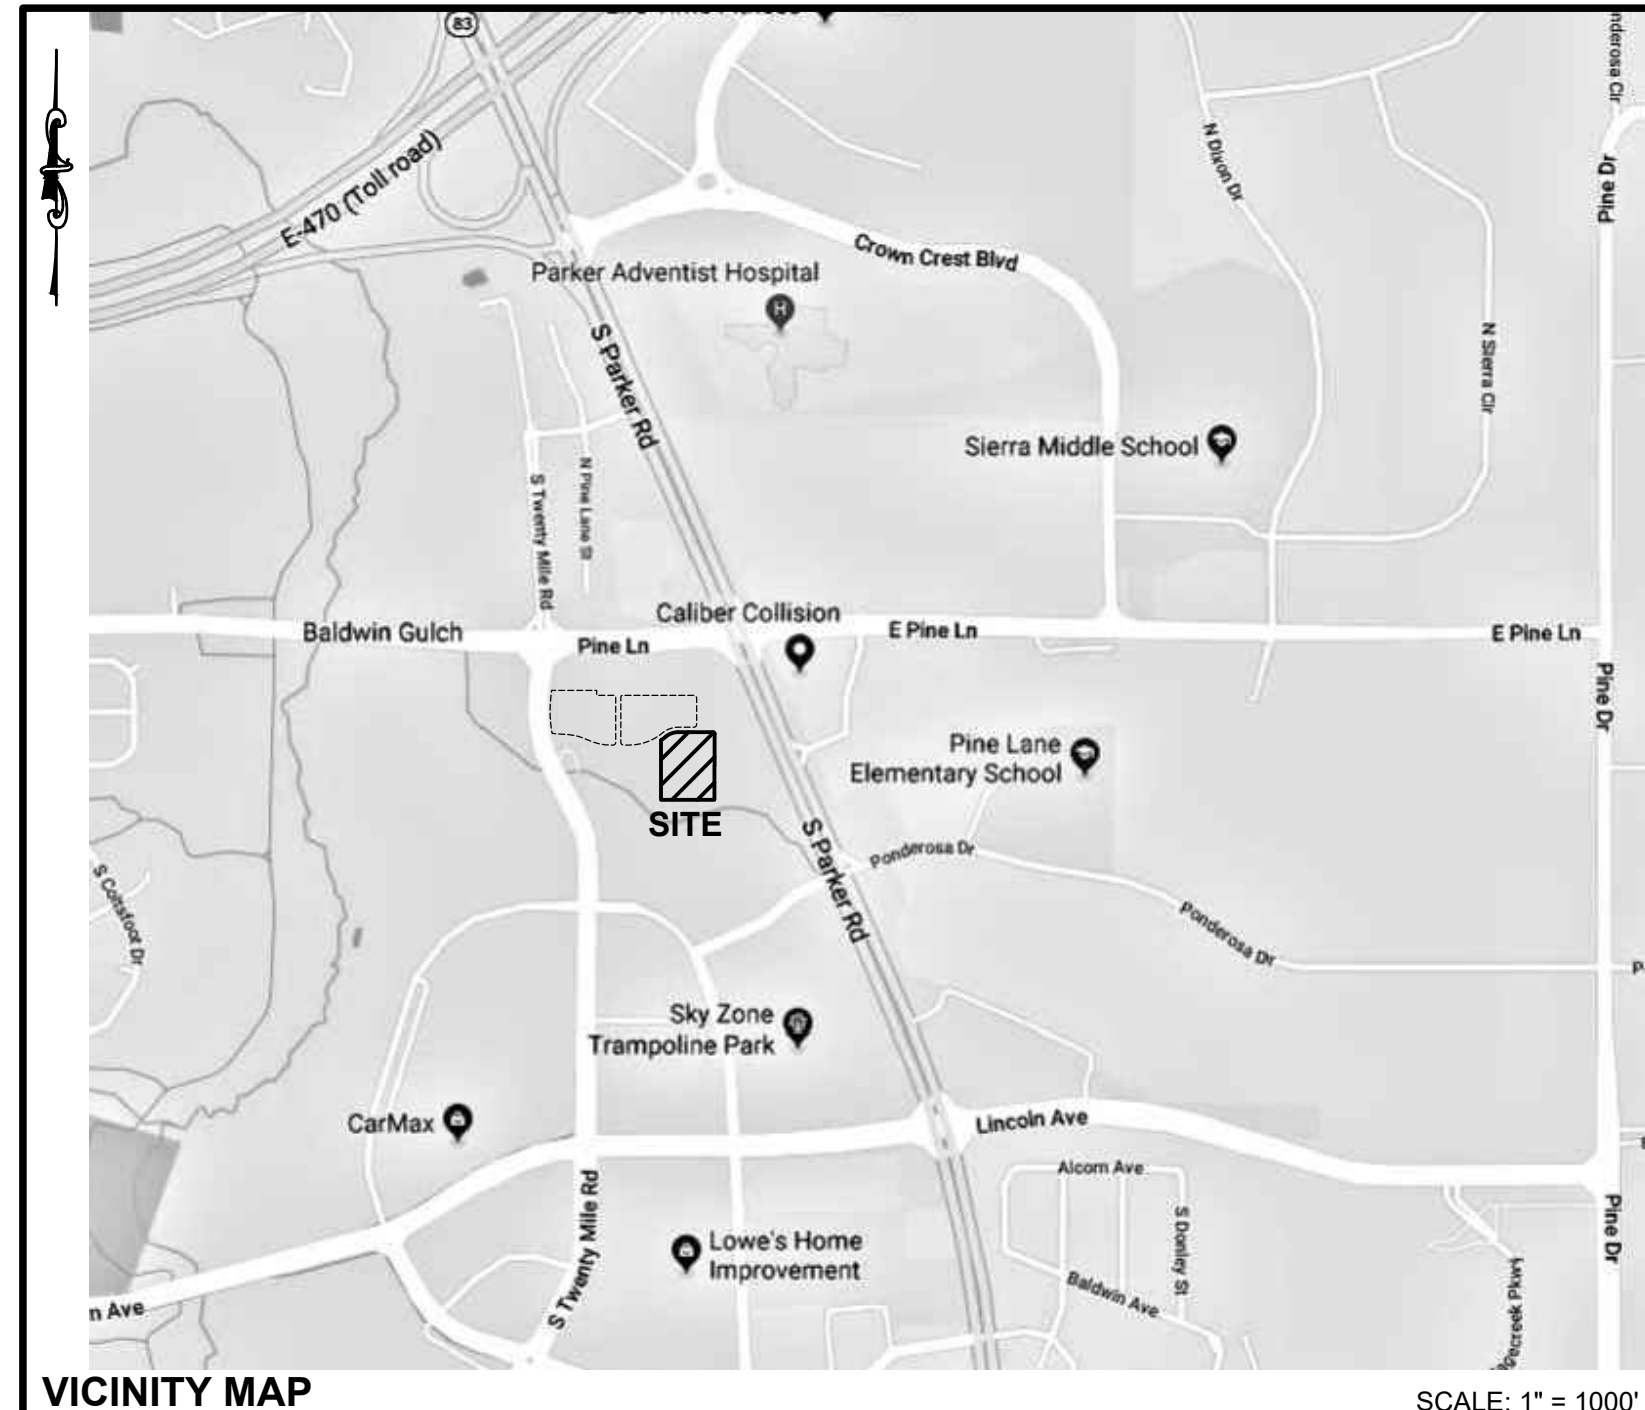 83
E-470 (Toll road)
Crown Crest Blvd
N Dixon Dr
Pine Dr
Parker Adventist Hospital
H
S Parker Rd
N Sierra Cir
Sierra Middle School
S Twenty Mile Rd
N Pine Lane St
Caliber Collision
Baldwin Gulch
Pine Ln
E Pine Ln
E Pine Ln
Pine Dr
Pine Lane
Elementary School
SITE
S Parker Rd
Ponderosa Dr
S Coltsfoot Dr
Ponderosa Dr
Sky Zone
Trampoline Park
CarMax
Lincoln Ave
Alcorn Ave
S Twenty Mile Rd
S Donley St
Pine Dr
Lowe's Home
Improvement
Baldwin Ave
n Ave
VICINITY MAP
SCALE: 1" = 1000'